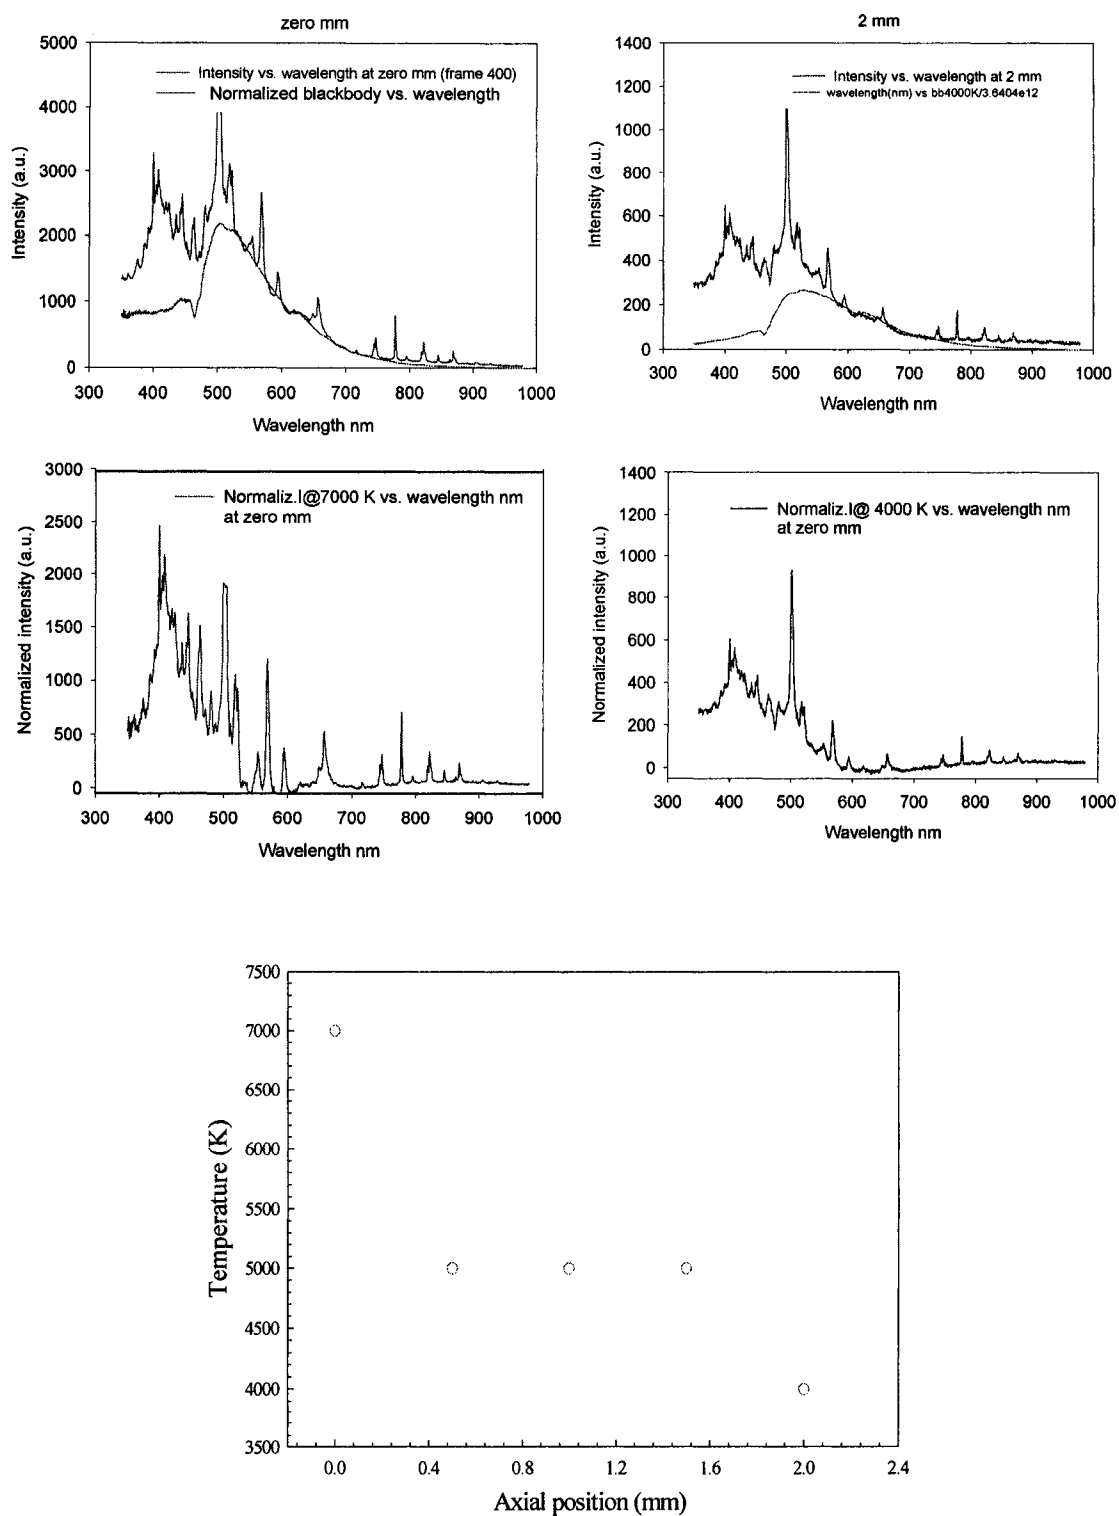 zero mm
5000
4000
3000
2000
1000
0
Intensity (a.u.)
Intensity vs. wavelength at zero mm (frame 400)
Normalized blackbody vs. wavelength
300 400 500 600 700 800 900 1000
Wavelength nm
2 mm
1400
1200
1000
800
600
400
200
0
Intensity (a.u.)
Intensity vs. wavelength at 2 mm
wavelength(nm) vs bb4000K/3.6404e12
300 400 500 600 700 800 900 1000
Wavelength nm
3000
2500
2000
1500
1000
500
0
Normalized intensity (a.u.)
Normaliz.I@7000 K vs. wavelength nm
at zero mm
300 400 500 600 700 800 900 1000
Wavelength nm
1400
1200
1000
800
600
400
200
0
Normalized intensity (a.u.)
Normaliz.I@ 4000 K vs. wavelength nm
at zero mm
300 400 500 600 700 800 900 1000
Wavelength nm
7500
7000
6500
6000
5500
5000
4500
4000
3500
Temperature (K)
0.0 0.4 0.8 1.2 1.6 2.0 2.4
Axial position (mm)